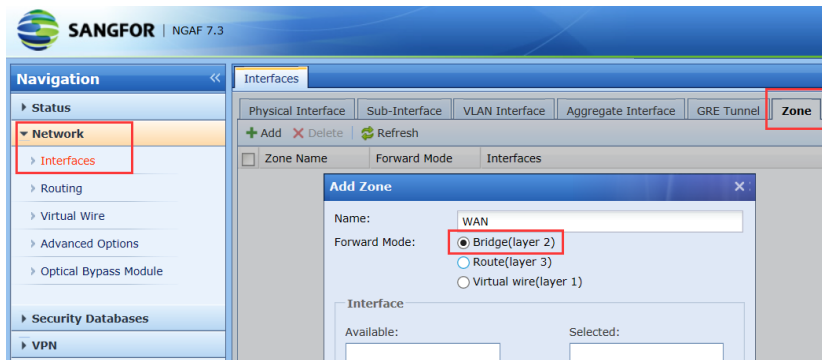 SANGFOR | NGAF 7.3
Navigation
Status
Network
Interfaces
Routing
Virtual Wire
Advanced Options
Optical Bypass Module
Security Databases
VPN
Interfaces
Physical Interface Sub-Interface VLAN Interface Aggregate Interface GRE Tunnel Zone
Add Delete Refresh
Zone Name Forward Mode Interfaces
Add Zone
Name: WAN
Forward Mode: Bridge(layer 2)
Route(layer 3)
Virtual wire(layer 1)
Interface
Available: Selected: